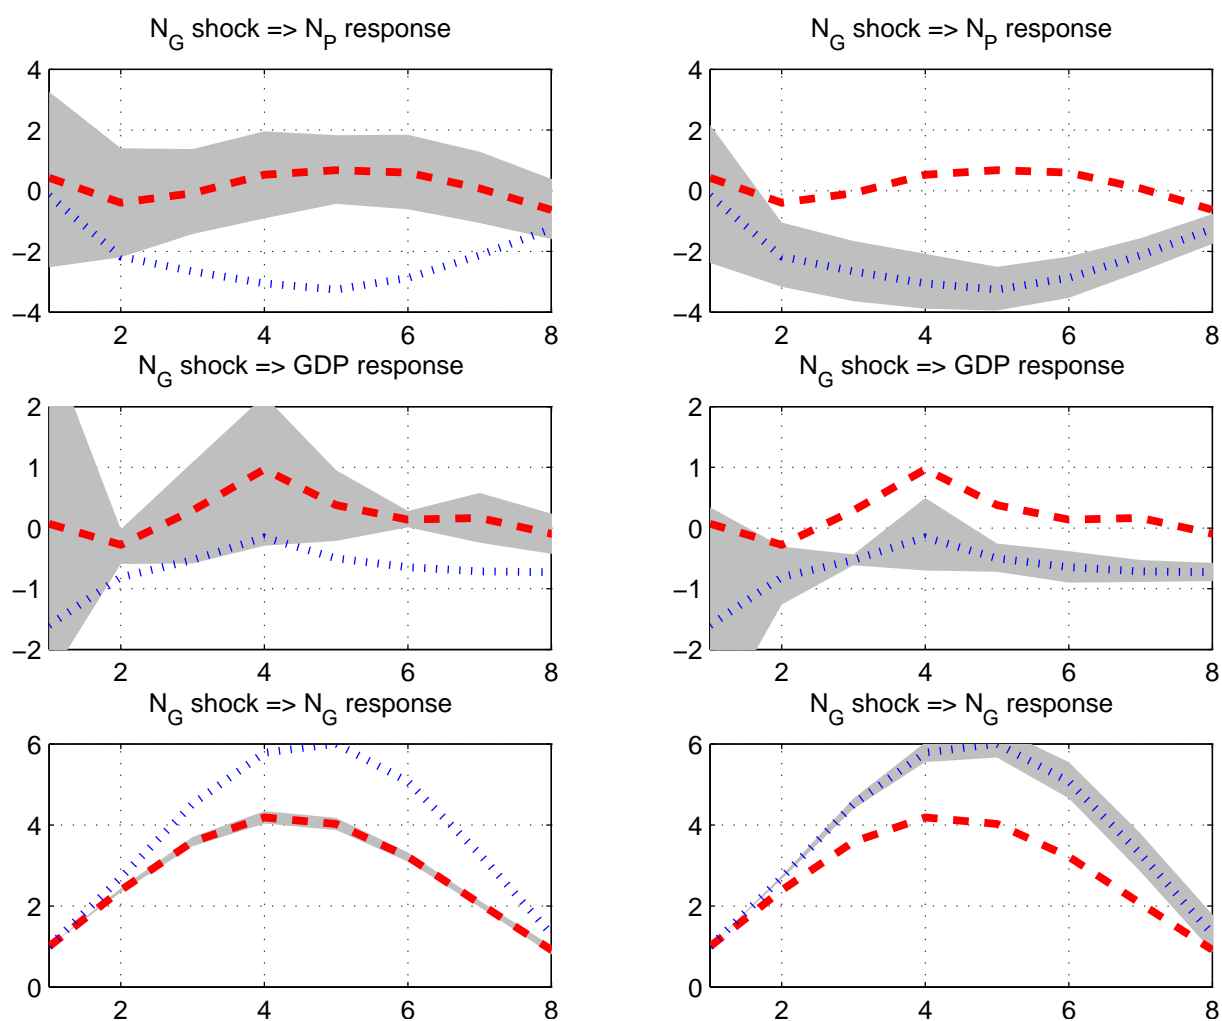 N_G shock => N_P response
N_G shock => N_P response
4
2
0
−2
−4
2 4 6 8
4
2
0
−2
−4
2 4 6 8
N_G shock => GDP response
N_G shock => GDP response
2
1
0
−1
−2
2 4 6 8
2
1
0
−1
−2
2 4 6 8
N_G shock => N_G response
N_G shock => N_G response
6
4
2
0
2 4 6 8
6
4
2
0
2 4 6 8